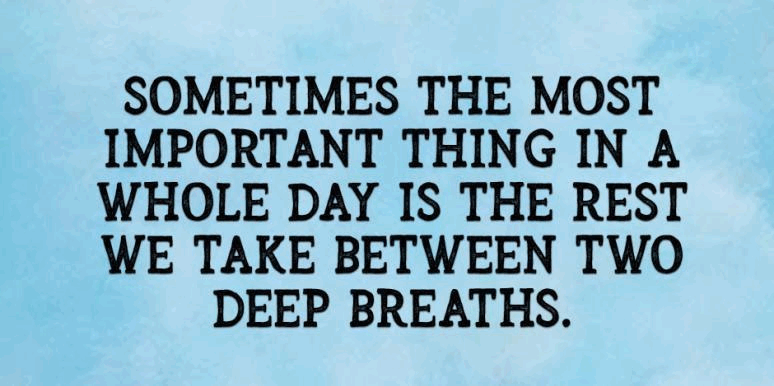 SOMETIMES THE MOST
IMPORTANT THING IN A
WHOLE DAY IS THE REST
WE TAKE BETWEEN TWO
DEEP BREATHS.